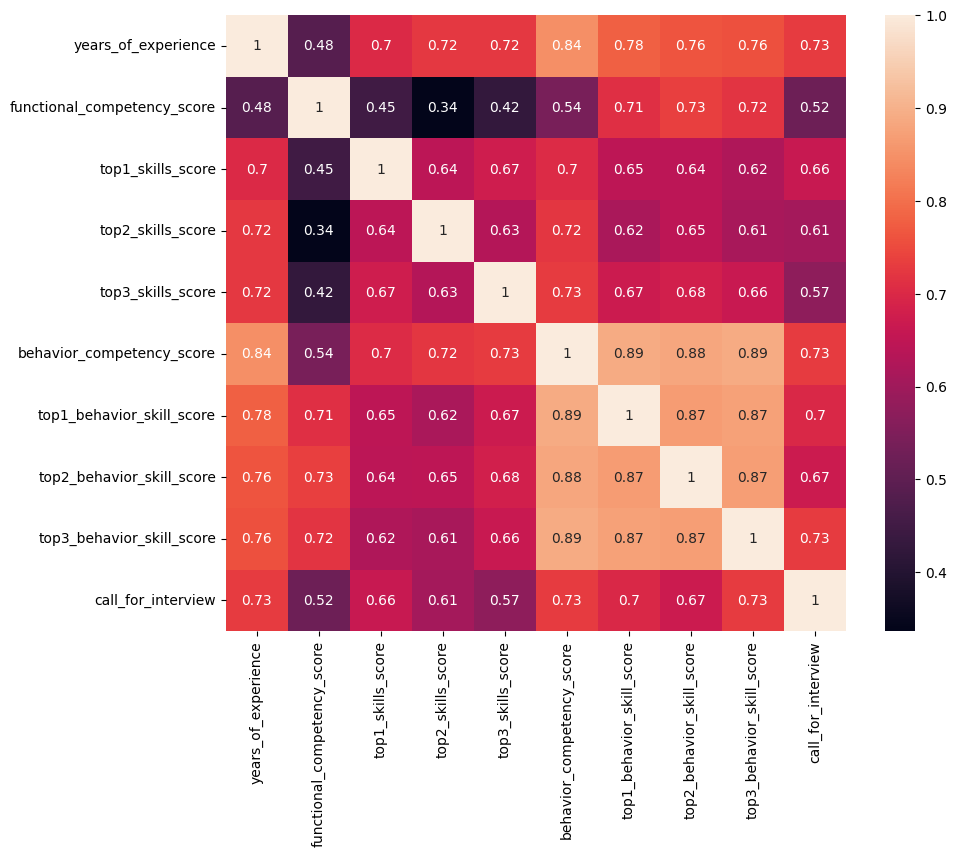 years_of_experience 1 0.48 0.7 0.72 0.72 0.84 0.78 0.76 0.76 0.73
functional_competency_score 0.48 1 0.45 0.34 0.42 0.54 0.71 0.73 0.72 0.52
top1_skills_score 0.7 0.45 1 0.64 0.67 0.7 0.65 0.64 0.62 0.66
top2_skills_score 0.72 0.34 0.64 1 0.63 0.72 0.62 0.65 0.61 0.61
top3_skills_score 0.72 0.42 0.67 0.63 1 0.73 0.67 0.68 0.66 0.57
behavior_competency_score 0.84 0.54 0.7 0.72 0.73 1 0.89 0.88 0.89 0.73
top1_behavior_skill_score 0.78 0.71 0.65 0.62 0.67 0.89 1 0.87 0.87 0.7
top2_behavior_skill_score 0.76 0.73 0.64 0.65 0.68 0.88 0.87 1 0.87 0.67
top3_behavior_skill_score 0.76 0.72 0.62 0.61 0.66 0.89 0.87 0.87 1 0.73
call_for_interview 0.73 0.52 0.66 0.61 0.57 0.73 0.7 0.67 0.73 1
years_of_experience
functional_competency_score
top1_skills_score
top2_skills_score
top3_skills_score
behavior_competency_score
top1_behavior_skill_score
top2_behavior_skill_score
top3_behavior_skill_score
call_for_interview
1.0
0.9
0.8
0.7
0.6
0.5
0.4